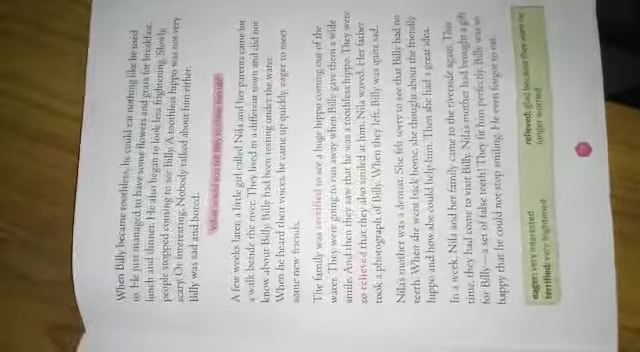 When Billy became toothless, he could eat nothing like he used
to. He just managed to have some flowers and grass for breakfast,
lunch and dinner. He also began to look less frightening. Slowly,
people stopped coming to see Billy. A toothless hippo was not very
scary. Or interesting. Nobody talked about him either.
Billy was sad and bored.
A few weeks later, a little girl called Nila and her parents came for
a walk beside the river. They lived in a different town and did not
know about Billy. Billy had been resting under the water.
When he heard their voices, he came up quickly, eager to meet
some new friends.
The family was terrified to see a huge hippo coming out of the
water. They were going to run away when Billy gave them a wide
smile. And then they saw that he was a toothless hippo. They were
so relieved that they also smiled at him. Nila waved. Her father
took a photograph of Billy. When they left, Billy was quite sad.
Nila's mother was a dentist. She felt sorry to see that Billy had no
teeth. When she went back home, she thought about the friendly
hippo and how she could help him. Then she had a great idea.
In a week, Nila and her family came to the riverside again. This
time, they had come to visit Billy. Nila's mother had brought a gift
for Billy—a set of false teeth! They fit him perfectly. Billy was so
happy that he could not stop smiling. He even forgot to eat.
eager: very interested
terrified: very frightened
relieved: glad because they were no
longer worried